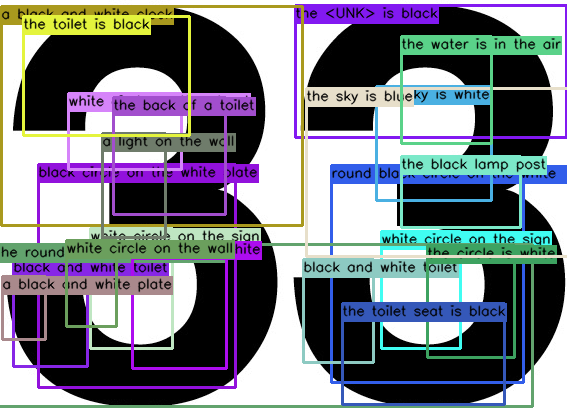 a black and white clock
the <UNK> is black
the toilet is black
the water is in the air
the sky is blue
sky is white
white
the back of a toilet
a light on the wall
the black lamp post
black circle on the white plate
round black circle on the white
white circle on the sign
white circle on the sign
the round
white circle on the wall
white
the circle is white
black and white toilet
black and white toilet
a black and white plate
the toilet seat is black